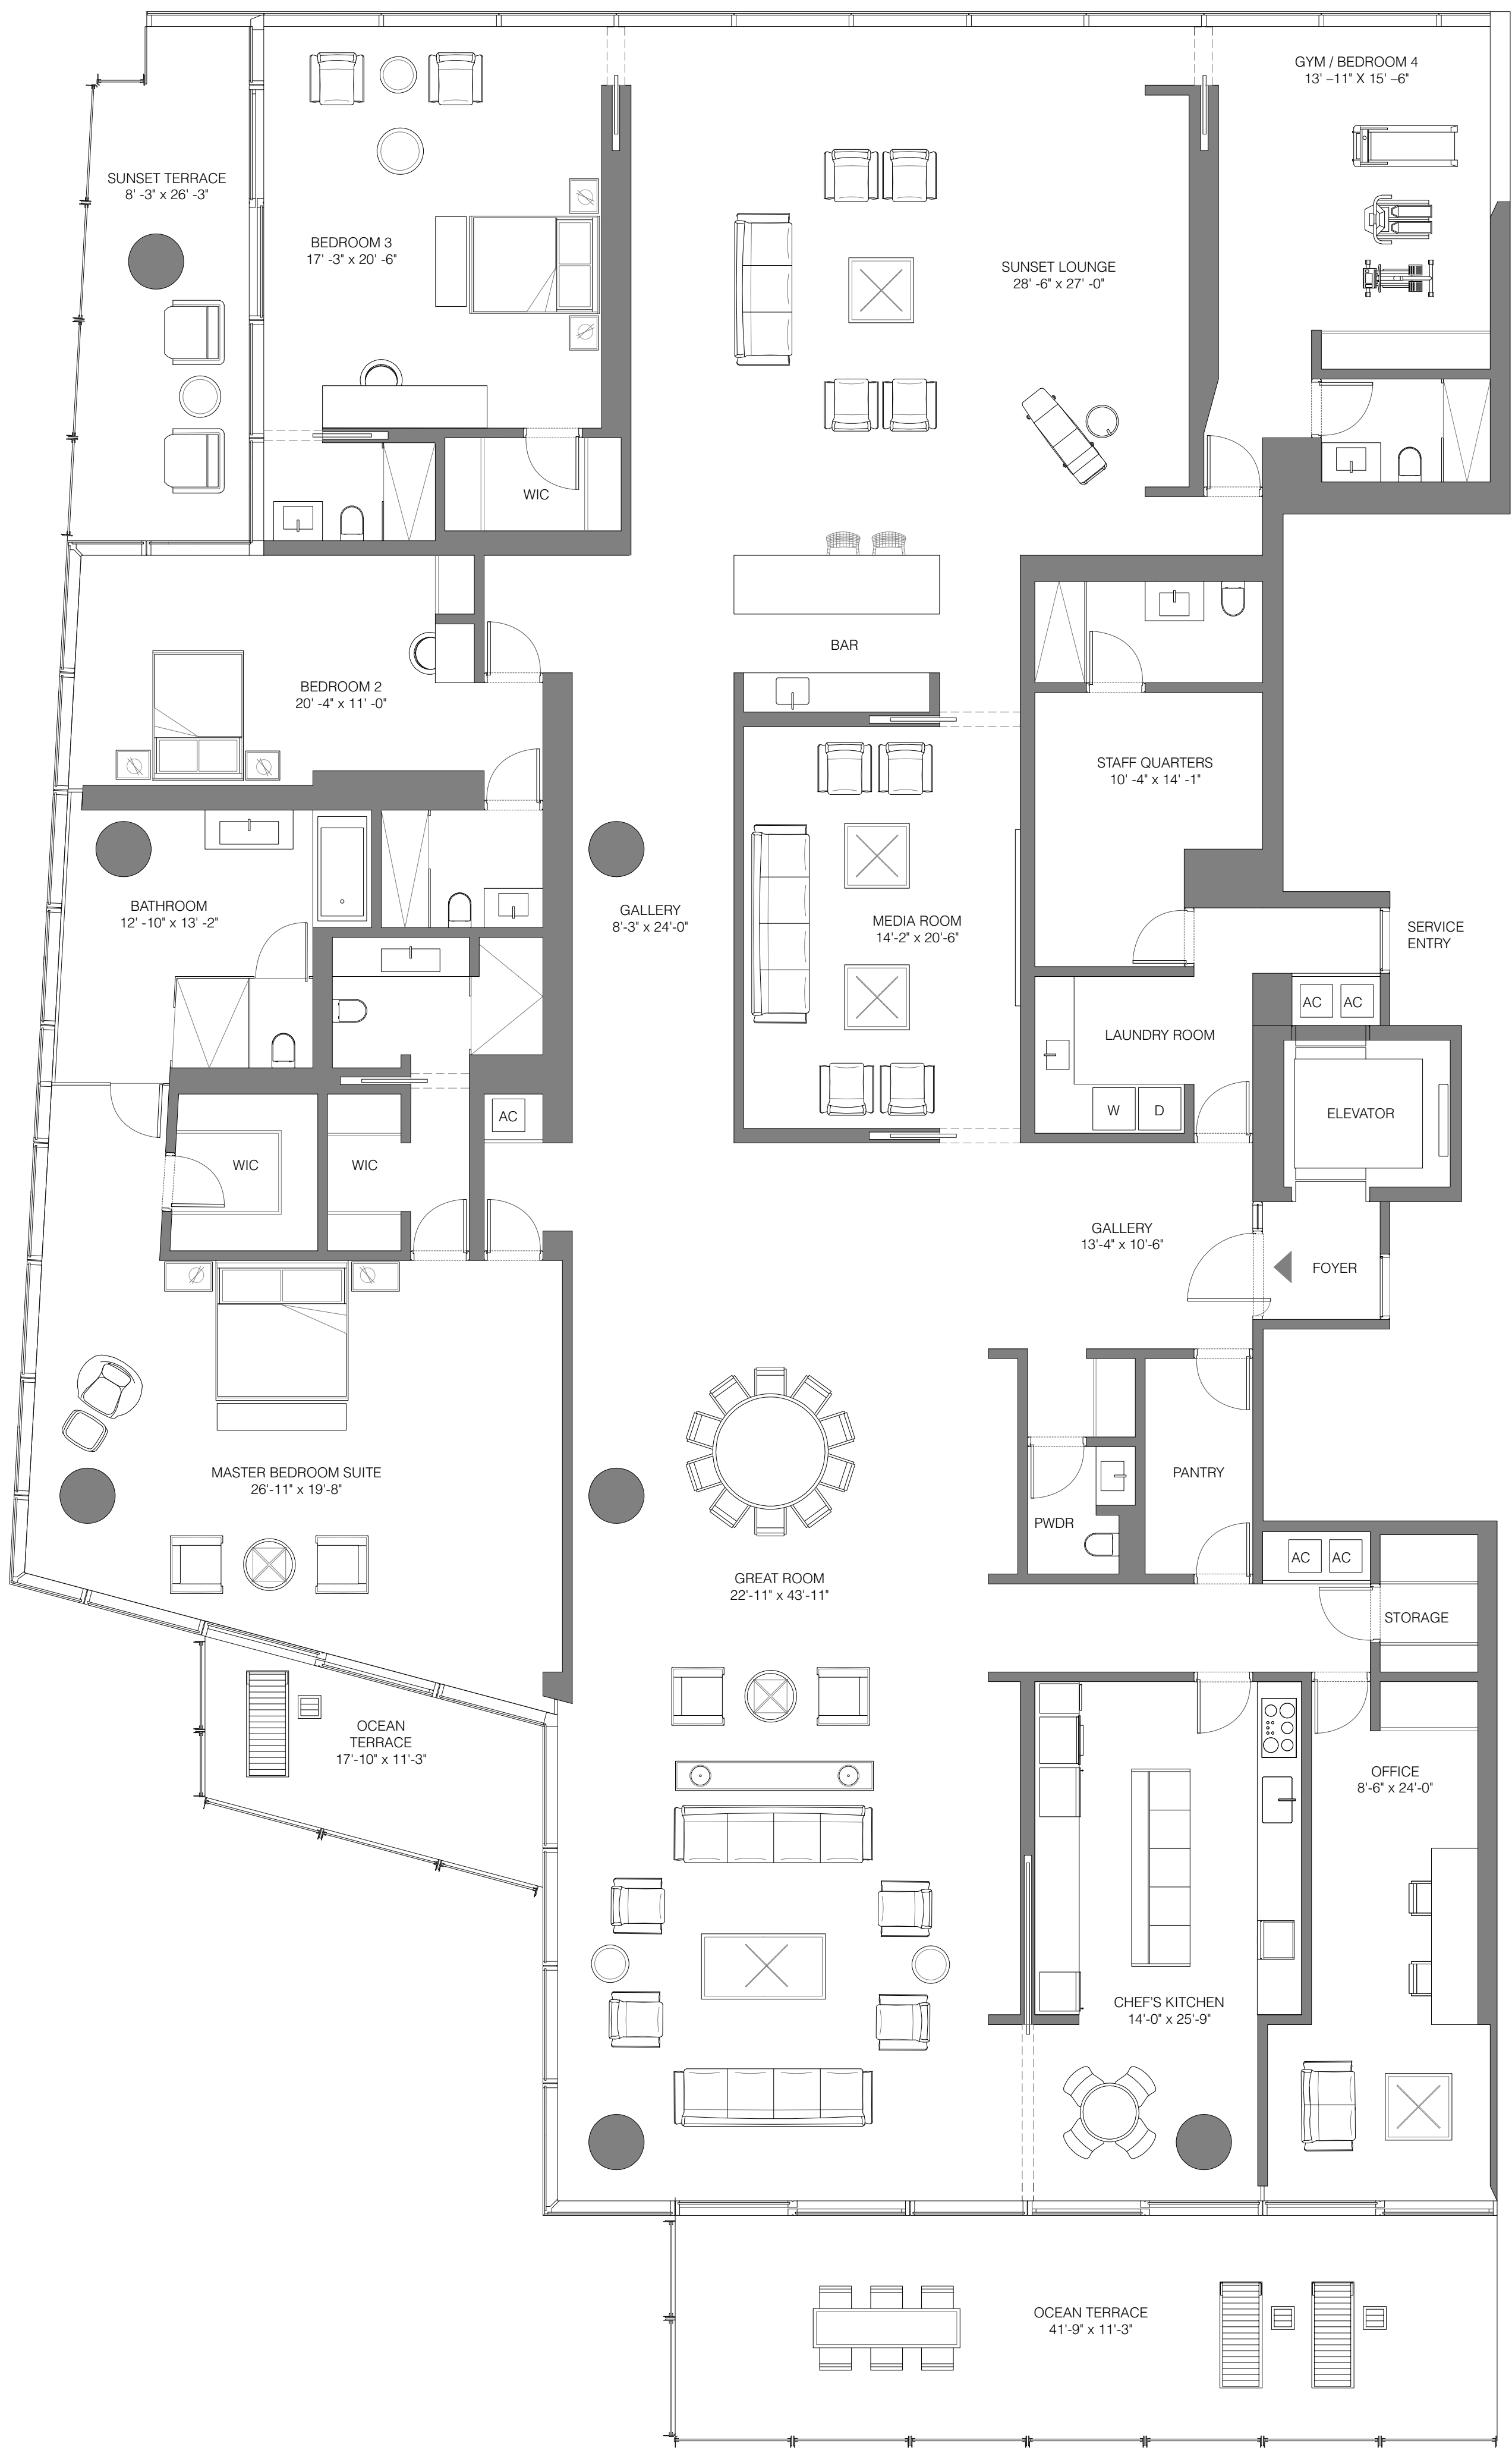 GYM / BEDROOM 4
13' –11" X 15' –6"
SUNSET TERRACE
8' -3" x 26' -3"
BEDROOM 3
17' -3" x 20' -6"
SUNSET LOUNGE
28' -6" x 27' -0"
WIC
BAR
BEDROOM 2
20' -4" x 11' -0"
STAFF QUARTERS
10' -4" x 14' -1"
BATHROOM
12' -10" x 13' -2"
GALLERY
8'-3" x 24'-0"
MEDIA ROOM
14'-2" x 20'-6"
SERVICE
ENTRY
AC
AC
LAUNDRY ROOM
W
D
AC
ELEVATOR
WIC
WIC
GALLERY
13'-4" x 10'-6"
FOYER
MASTER BEDROOM SUITE
26'-11" x 19'-8"
PANTRY
PWDR
GREAT ROOM
22'-11" x 43'-11"
AC
AC
STORAGE
OCEAN
TERRACE
17'-10" x 11'-3"
OFFICE
8'-6" x 24'-0"
CHEF'S KITCHEN
14'-0" x 25'-9"
OCEAN TERRACE
41'-9" x 11'-3"